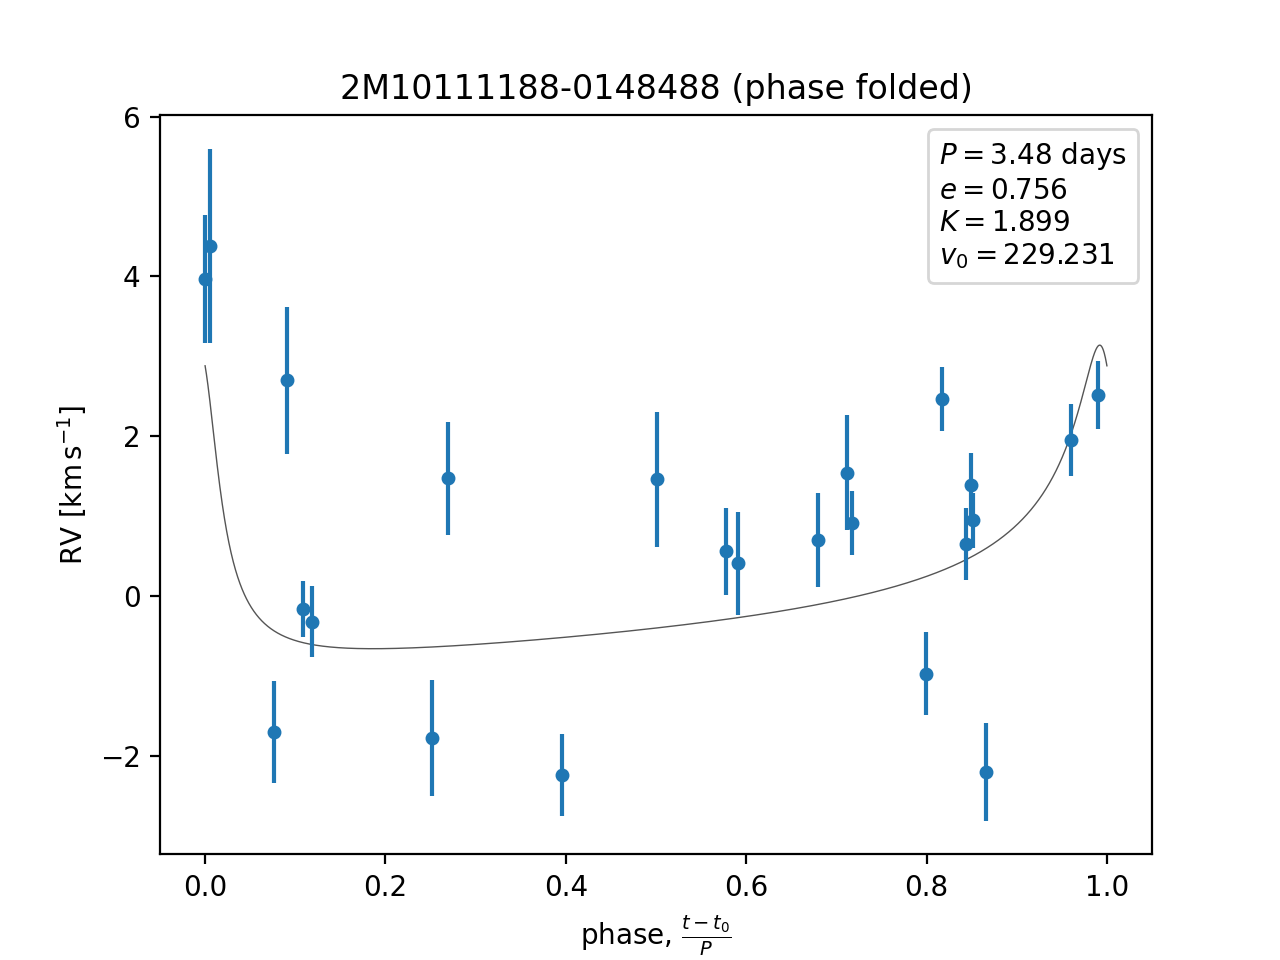 2M10111188-0148488 (phase folded)
P = 3.48 days
e = 0.756
K = 1.899
v₀ = 229.231
6
4
2
0
−2
RV [km s⁻¹]
0.0 0.2 0.4 0.6 0.8 1.0
phase, (t − t₀)/P